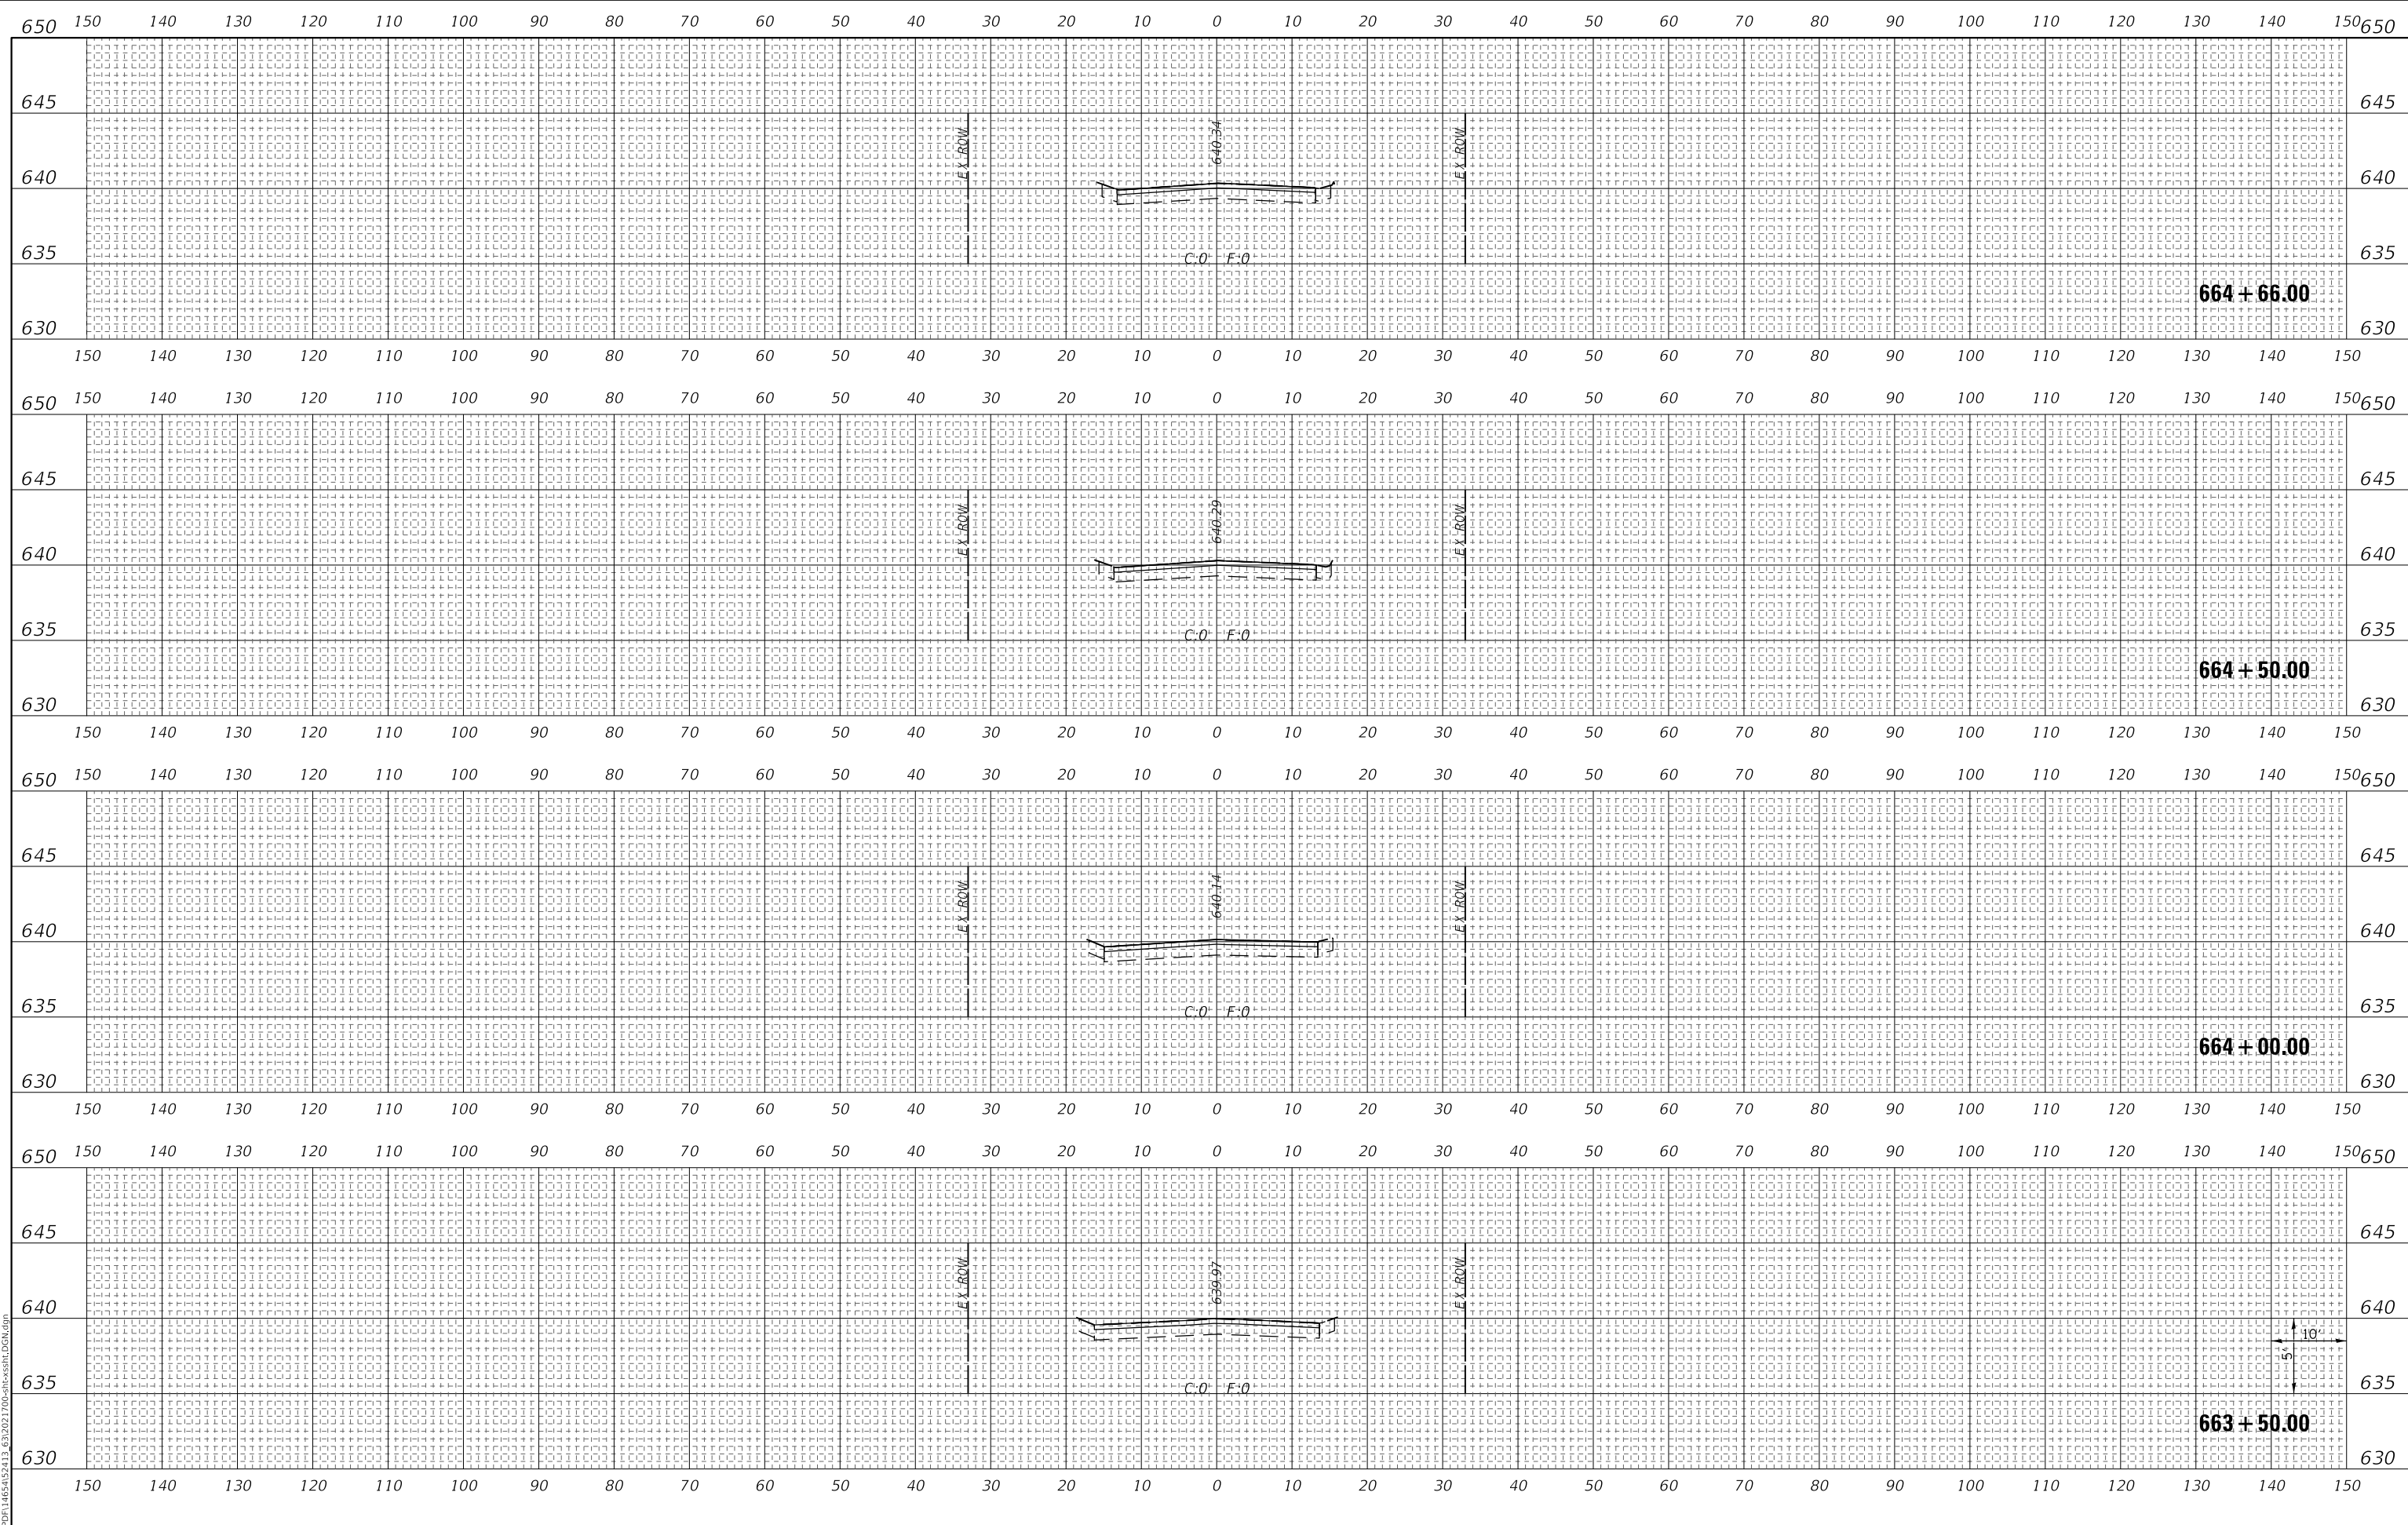 150 140 130 120 110 100 90 80 70 60 50 40 30 20 10 0 10 20 30 40 50 60 70 80 90 100 110 120 130 140 150
650 650
645 645
EX ROW 640.34 EX ROW
640 640
635 C:0 F:0 635
664+66.00
630 630
150 140 130 120 110 100 90 80 70 60 50 40 30 20 10 0 10 20 30 40 50 60 70 80 90 100 110 120 130 140 150
150 140 130 120 110 100 90 80 70 60 50 40 30 20 10 0 10 20 30 40 50 60 70 80 90 100 110 120 130 140 150
650 650
645 645
EX ROW 640.29 EX ROW
640 640
635 C:0 F:0 635
664+50.00
630 630
150 140 130 120 110 100 90 80 70 60 50 40 30 20 10 0 10 20 30 40 50 60 70 80 90 100 110 120 130 140 150
150 140 130 120 110 100 90 80 70 60 50 40 30 20 10 0 10 20 30 40 50 60 70 80 90 100 110 120 130 140 150
650 650
645 645
EX ROW 640.14 EX ROW
640 640
635 C:0 F:0 635
664+00.00
630 630
150 140 130 120 110 100 90 80 70 60 50 40 30 20 10 0 10 20 30 40 50 60 70 80 90 100 110 120 130 140 150
150 140 130 120 110 100 90 80 70 60 50 40 30 20 10 0 10 20 30 40 50 60 70 80 90 100 110 120 130 140 150
650 650
645 645
EX ROW 639.97 EX ROW
640 640
10'
5'
635 C:0 F:0 635
663+50.00
630 630
150 140 130 120 110 100 90 80 70 60 50 40 30 20 10 0 10 20 30 40 50 60 70 80 90 100 110 120 130 140 150
PDF\14654\52413_63\2021700-sht-xssht.DGN.dgn